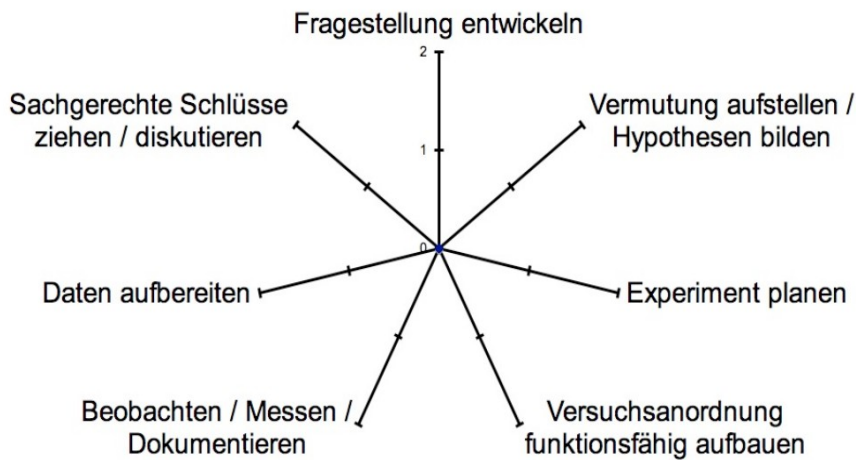 Fragestellung entwickeln
2
Sachgerechte Schlüsse
ziehen / diskutieren
Vermutung aufstellen /
Hypothesen bilden
1
0
Daten aufbereiten
Experiment planen
Beobachten / Messen /
Dokumentieren
Versuchsanordnung
funktionsfähig aufbauen